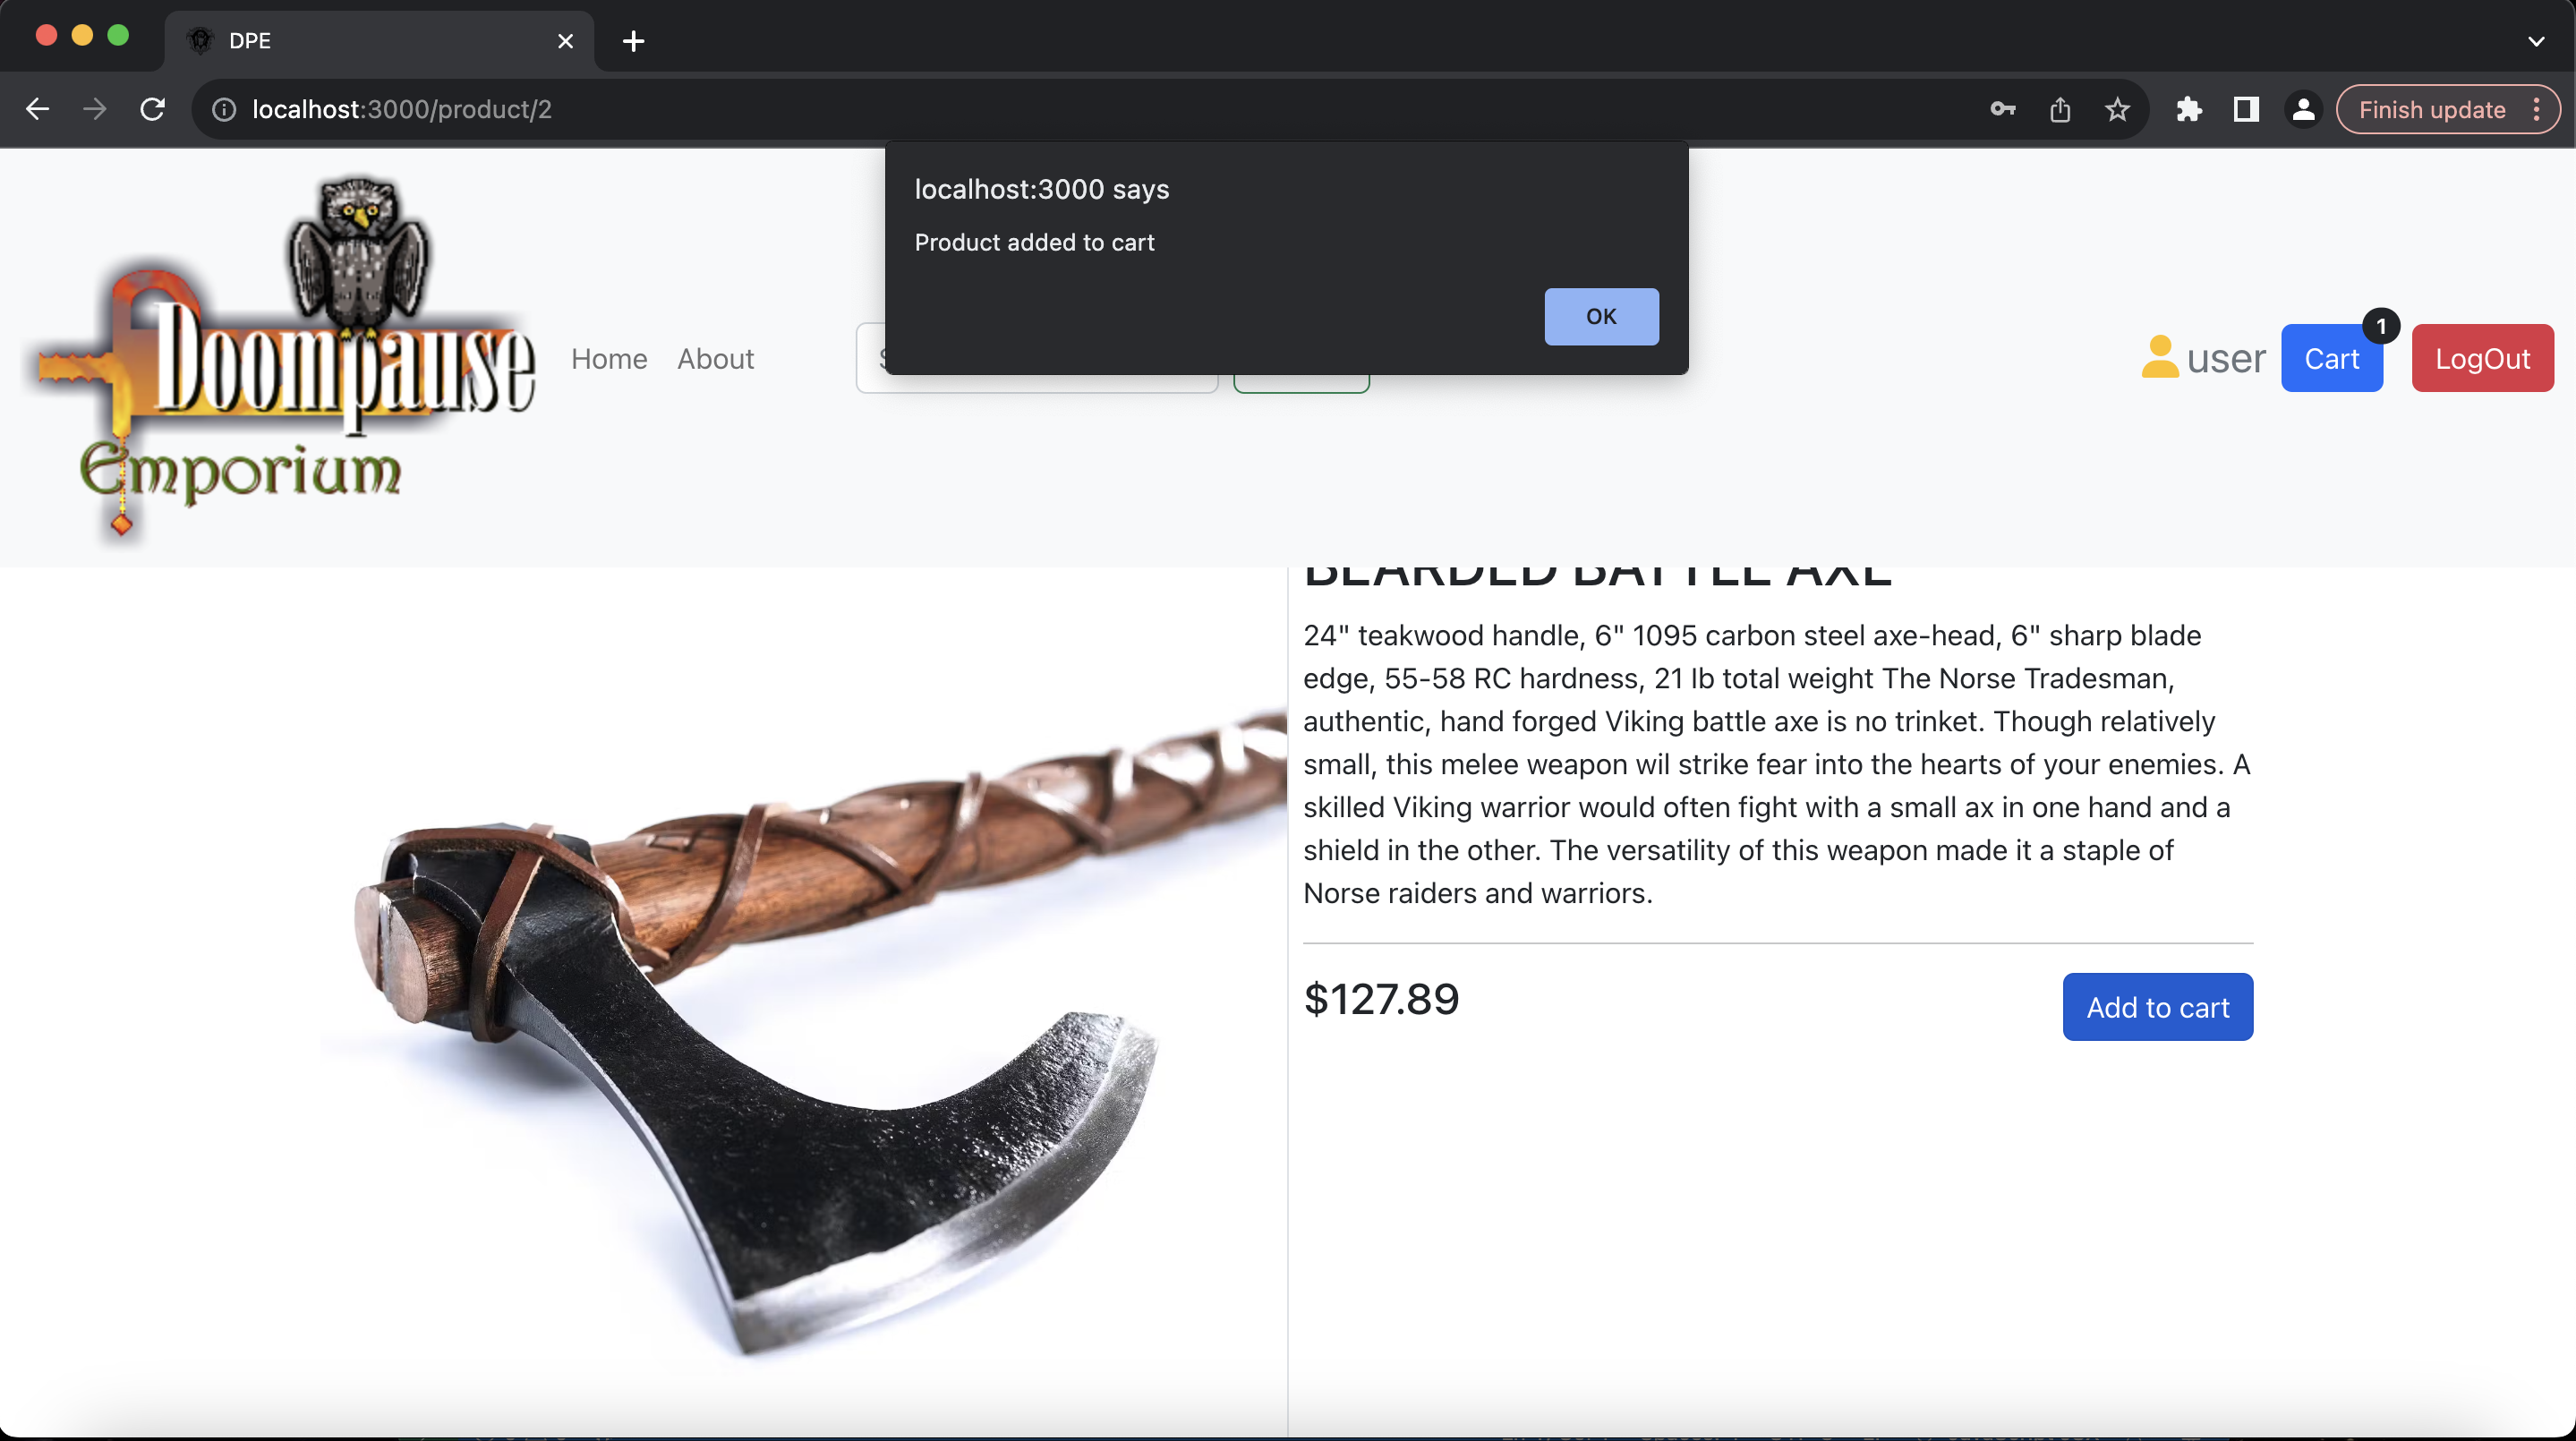 DPE
localhost:3000/product/2
Finish update
localhost:3000 says
Product added to cart
OK
Doompause
Emporium
Home
About
user
Cart
1
LogOut
BEARDED BATTLE AXE
24" teakwood handle, 6" 1095 carbon steel axe-head, 6" sharp blade
edge, 55-58 RC hardness, 21 lb total weight The Norse Tradesman,
authentic, hand forged Viking battle axe is no trinket. Though relatively
small, this melee weapon wil strike fear into the hearts of your enemies. A
skilled Viking warrior would often fight with a small ax in one hand and a
shield in the other. The versatility of this weapon made it a staple of
Norse raiders and warriors.
$127.89
Add to cart